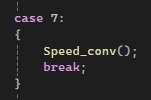 case 7:
{
Speed_conv();
break;
}